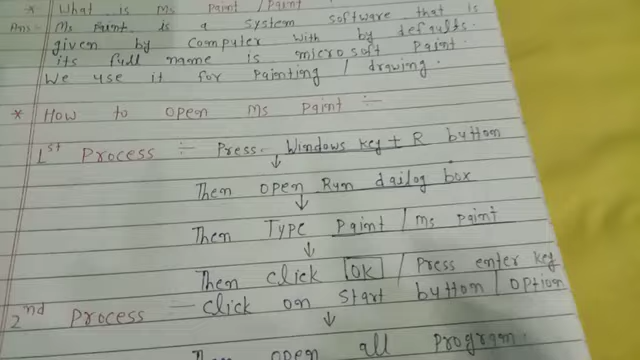 * What is Ms Paint / Paint
Ans:- Ms Paint is a system software that is
given by computer with by defaults.
its full name is microsoft paint.
We use it for painting / drawing.
* How to open ms paint :-
1st Process ÷ Press Windows key + R button
↓
Then open Run dailog box
↓
Then Type Paint / ms paint
↓
Then click OK / Press enter key
2nd Process — Click on start button / option
↓
Then open all program.